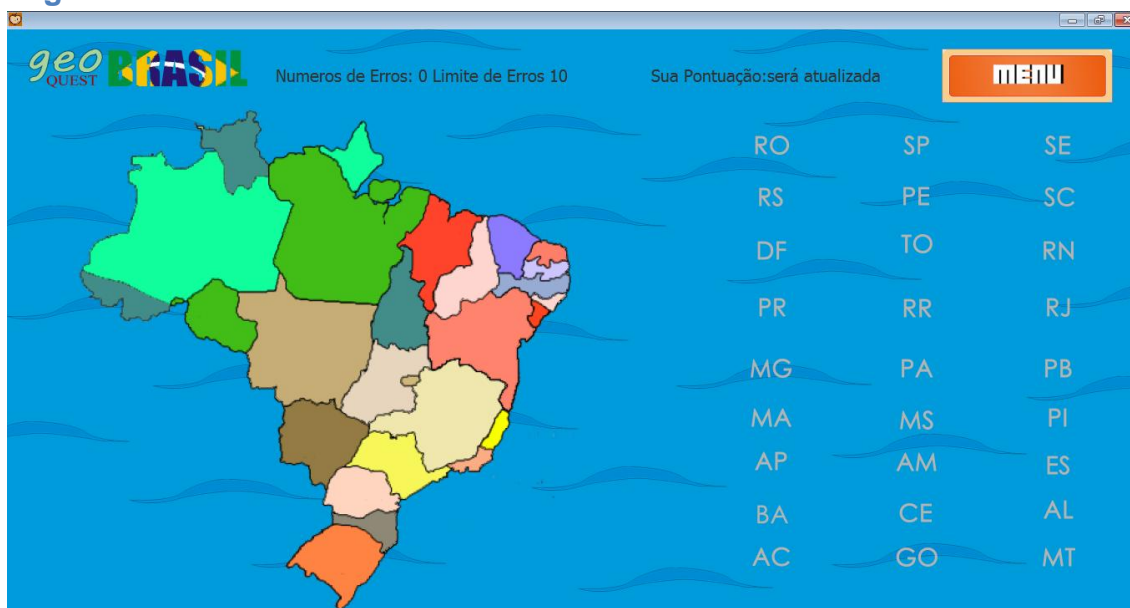 geo
QUEST
BRASIL
Numeros de Erros: 0 Limite de Erros 10
Sua Pontuação:será atualizada
MENU
RO SP SE
RS PE SC
DF TO RN
PR RR RJ
MG PA PB
MA MS PI
AP AM ES
BA CE AL
AC GO MT